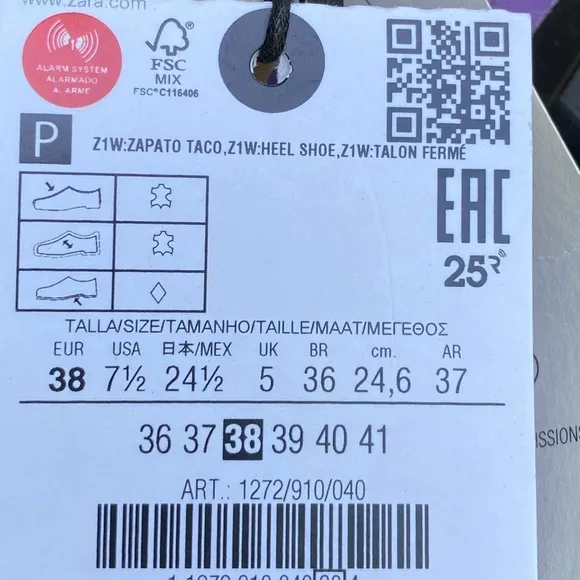 www.zara.com
ALARM SYSTEM
ALARMADO
A. ARME
FSC
MIX
FSC® C116406
P
Z1W:ZAPATO TACO,Z1W:HEEL SHOE,Z1W:TALON FERMÉ
EAC
25R
TALLA/SIZE/TAMANHO/TAILLE/MAAT/ΜΕΓΕΘΟΣ
EUR USA 日本/MEX UK BR cm. AR
38 7½ 24½ 5 36 24,6 37
36 37 38 39 40 41
ART.: 1272/910/040